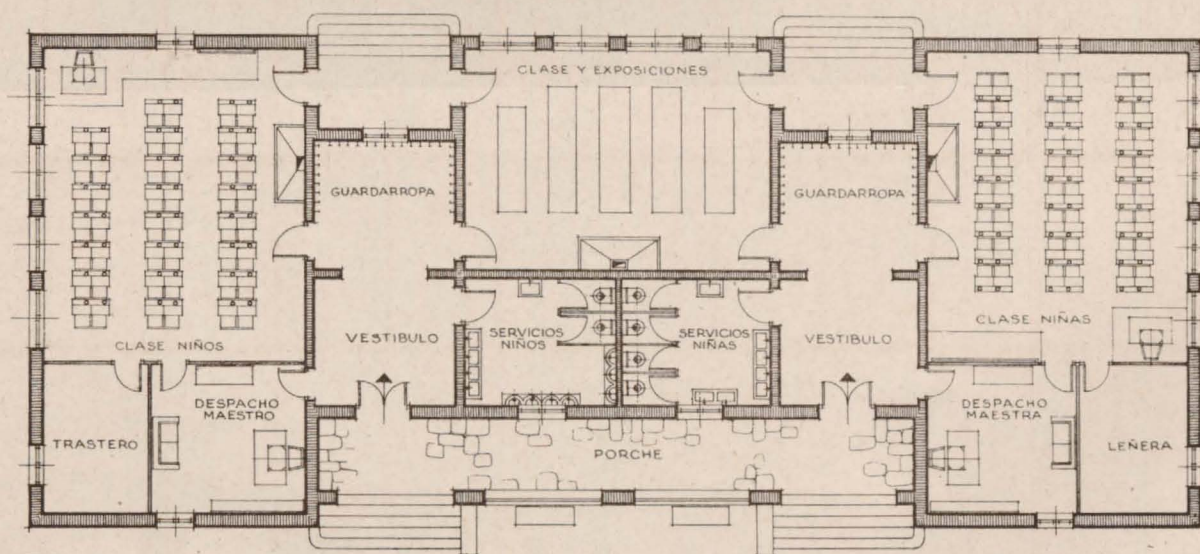 CLASE Y EXPOSICIONES
GUARDARROPA
GUARDARROPA
CLASE NIÑOS
VESTIBULO
SERVICIOS
NIÑOS
SERVICIOS
NIÑAS
VESTIBULO
CLASE NIÑAS
DESPACHO
MAESTRO
TRASTERO
PORCHE
DESPACHO
MAESTRA
LEÑERA